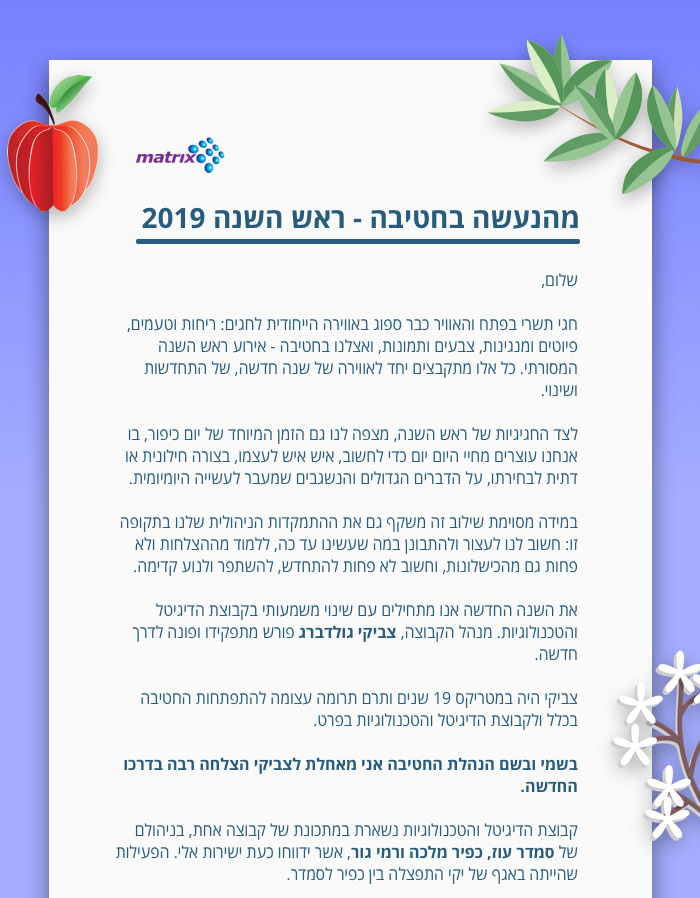 matrix
מהנעשה בחטיבה - ראש השנה 2019
שלום,
חגי תשרי בפתח והאוויר כבר ספוג באווירה הייחודית לחגים: ריחות וטעמים,
פיוטים ומנגינות, צבעים ותמונות, ואצלנו בחטיבה - אירוע ראש השנה
המסורתי. כל אלו מתקבצים יחד לאווירה של שנה חדשה, של התחדשות
ושינוי.
לצד החגיגיות של ראש השנה, מצפה לנו גם הזמן המיוחד של יום כיפור, בו
אנחנו עוצרים מחיי היום יום כדי לחשוב, איש איש לעצמו, בצורה חילונית או
דתית לבחירתו, על הדברים הגדולים והנשגבים שמעבר לעשייה היומיומית.
במידה מסוימת שילוב זה משקף גם את ההתמקדות הניהולית שלנו בתקופה
זו: חשוב לנו לעצור ולהתבונן במה שעשינו עד כה, ללמוד מההצלחות ולא
פחות גם מהכישלונות, וחשוב לא פחות להתחדש, להשתפר ולנוע קדימה.
את השנה החדשה אנו מתחילים עם שינוי משמעותי בקבוצת הדיגיטל
והטכנולוגיות. מנהל הקבוצה, צביקי גולדברג פורש מתפקידו ופונה לדרך
חדשה.
צביקי היה במטריקס 19 שנים ותרם תרומה עצומה להתפתחות החטיבה
בכלל ולקבוצת הדיגיטל והטכנולוגיות בפרט.
בשמי ובשם הנהלת החטיבה אני מאחלת לצביקי הצלחה רבה בדרכו
החדשה.
קבוצת הדיגיטל והטכנולוגיות נשארת במתכונת של קבוצה אחת, בניהולם
של סמדר עוז, כפיר מלכה ורמי גור, אשר ידווחו כעת ישירות אלי. הפעילות
שהייתה באגף של יקי התפצלה בין כפיר לסמדר.